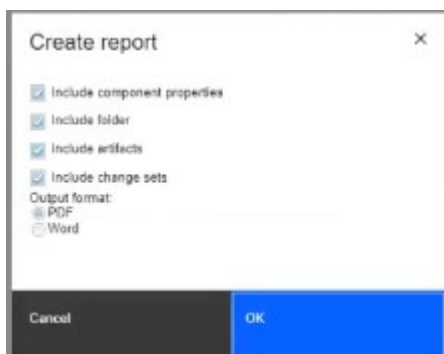 Create report
Include component properties
Include folder
Include artifacts
Include change sets
Output format:
PDF
Word
Cancel OK